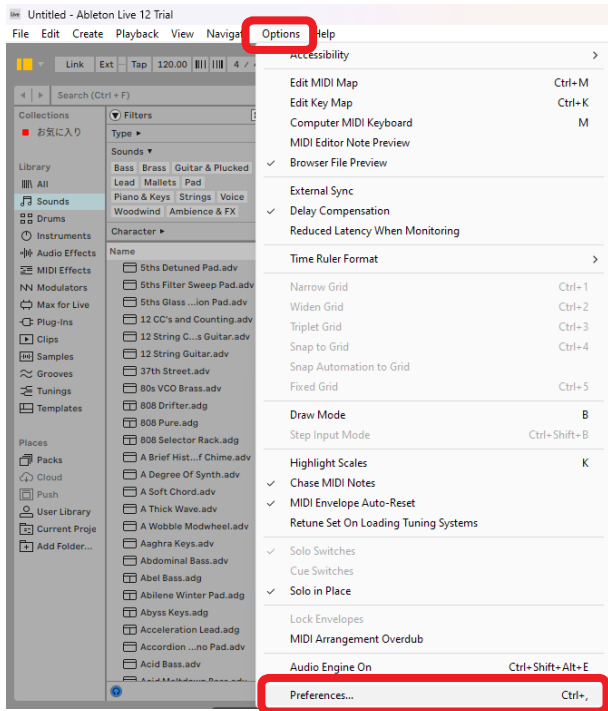 Untitled - Ableton Live 12 Trial
File Edit Create Playback View Navigat Options Help
Link Ext Tap 120.00 4 /
Search (Ctrl + F)
Collections
お気に入り
Library
All
Sounds
Drums
Instruments
Audio Effects
MIDI Effects
Modulators
Max for Live
Plug-Ins
Clips
Samples
Grooves
Tunings
Templates
Places
Packs
Cloud
Push
User Library
Current Proje
Add Folder...
Filters
Type
Sounds
Bass Brass Guitar & Plucked
Lead Mallets Pad
Piano & Keys Strings Voice
Woodwind Ambience & FX
Character
Name
5ths Detuned Pad.adv
5ths Filter Sweep Pad.adv
5ths Glass ...ion Pad.adv
12 CC's and Counting.adv
12 String C...s Guitar.adv
12 String Guitar.adv
37th Street.adv
80s VCO Brass.adv
808 Drifter.adg
808 Pure.adg
808 Selector Rack.adg
A Brief Hist...f Chime.adv
A Degree Of Synth.adv
A Soft Chord.adv
A Thick Wave.adv
A Wobble Modwheel.adv
Aaghra Keys.adv
Abdominal Bass.adv
Abel Bass.adg
Abilene Winter Pad.adg
Abyss Keys.adg
Acceleration Lead.adg
Accordion ...no Pad.adv
Acid Bass.adv
Acid Meltdown Bass.adv
Accessibility
Edit MIDI Map Ctrl+M
Edit Key Map Ctrl+K
Computer MIDI Keyboard M
MIDI Editor Note Preview
Browser File Preview
External Sync
Delay Compensation
Reduced Latency When Monitoring
Time Ruler Format
Narrow Grid Ctrl+1
Widen Grid Ctrl+2
Triplet Grid Ctrl+3
Snap to Grid Ctrl+4
Snap Automation to Grid
Fixed Grid Ctrl+5
Draw Mode B
Step Input Mode Ctrl+Shift+B
Highlight Scales K
Chase MIDI Notes
MIDI Envelope Auto-Reset
Retune Set On Loading Tuning Systems
Solo Switches
Cue Switches
Solo in Place
Lock Envelopes
MIDI Arrangement Overdub
Audio Engine On Ctrl+Shift+Alt+E
Preferences... Ctrl+,